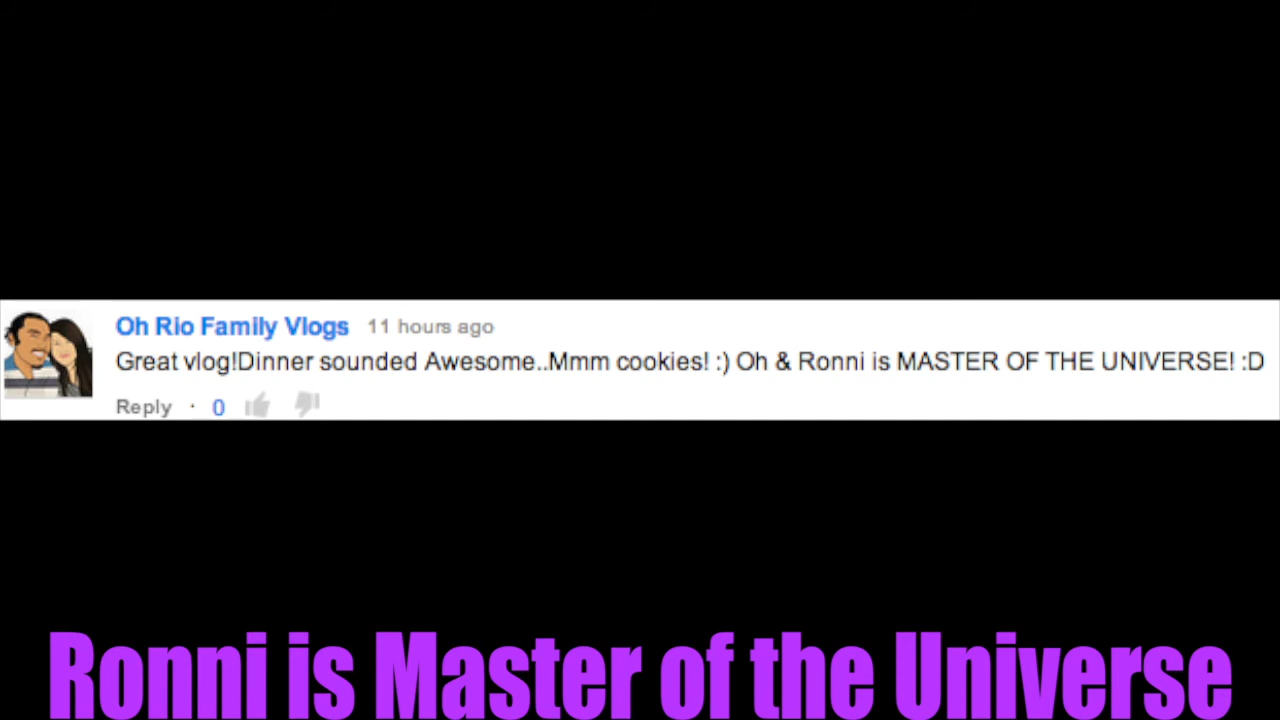 Oh Rio Family Vlogs 11 hours ago
Great vlog!Dinner sounded Awesome..Mmm cookies! :) Oh & Ronni is MASTER OF THE UNIVERSE! :D
Reply · 0
Ronni is Master of the Universe